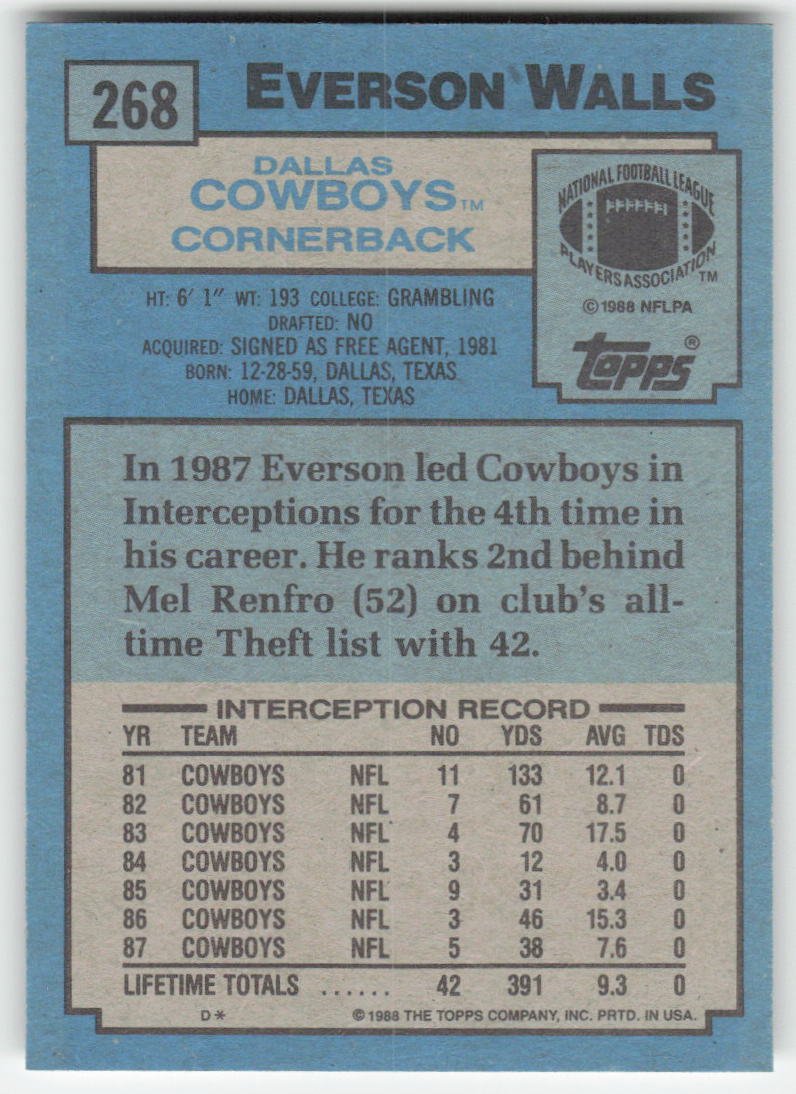 268
EVERSON WALLS
DALLAS
COWBOYS™
CORNERBACK
NATIONAL FOOTBALL LEAGUE
PLAYERS ASSOCIATION™
©1988 NFLPA
topps®
HT: 6' 1" WT: 193 COLLEGE: GRAMBLING
DRAFTED: NO
ACQUIRED: SIGNED AS FREE AGENT, 1981
BORN: 12-28-59, DALLAS, TEXAS
HOME: DALLAS, TEXAS
In 1987 Everson led Cowboys in
Interceptions for the 4th time in
his career. He ranks 2nd behind
Mel Renfro (52) on club's all-
time Theft list with 42.
INTERCEPTION RECORD
YR TEAM NO YDS AVG TDS
81 COWBOYS NFL 11 133 12.1 0
82 COWBOYS NFL 7 61 8.7 0
83 COWBOYS NFL 4 70 17.5 0
84 COWBOYS NFL 3 12 4.0 0
85 COWBOYS NFL 9 31 3.4 0
86 COWBOYS NFL 3 46 15.3 0
87 COWBOYS NFL 5 38 7.6 0
LIFETIME TOTALS ...... 42 391 9.3 0
D* ©1988 THE TOPPS COMPANY, INC. PRTD. IN USA.